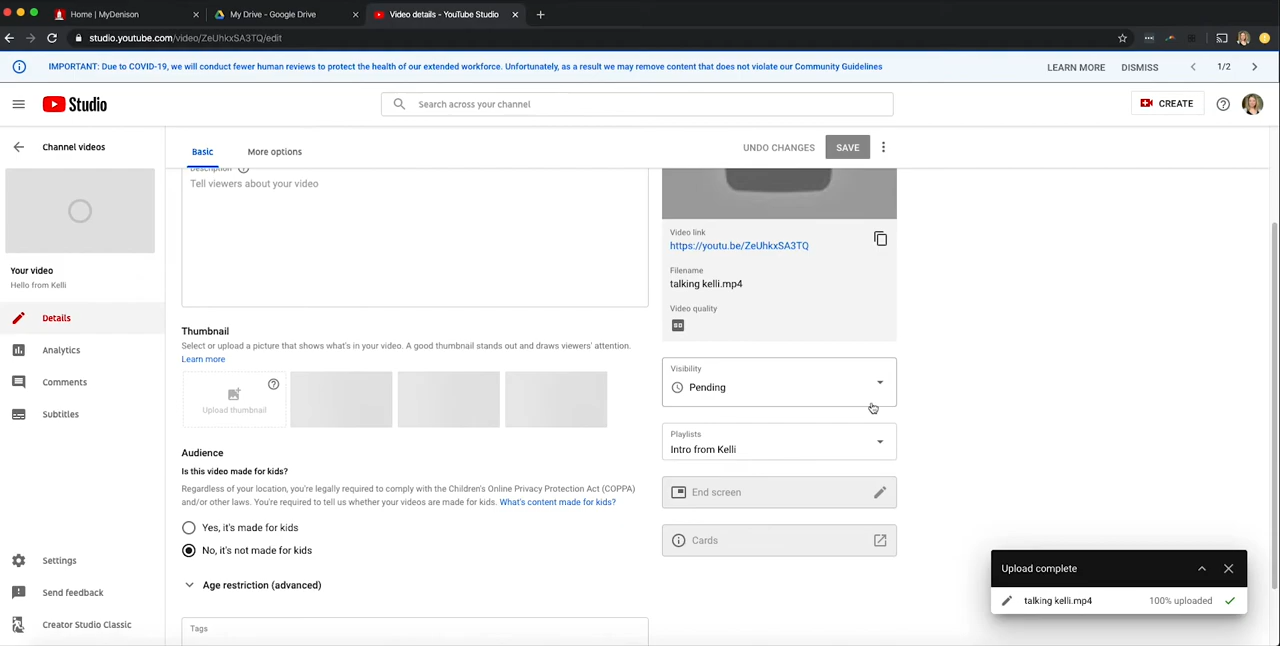 Home | MyDenison
My Drive - Google Drive
Video details - YouTube Studio
studio.youtube.com/video/ZeUhkxSA3TQ/edit
IMPORTANT: Due to COVID-19, we will conduct fewer human reviews to protect the health of our extended workforce. Unfortunately, as a result we may remove content that does not violate our Community Guidelines
LEARN MORE
DISMISS
1/2
Studio
Search across your channel
CREATE
Channel videos
Basic
More options
UNDO CHANGES
SAVE
Your video
Hello from Kelli
Details
Analytics
Comments
Subtitles
Settings
Send feedback
Creator Studio Classic
Description
Tell viewers about your video
Thumbnail
Select or upload a picture that shows what's in your video. A good thumbnail stands out and draws viewers' attention.
Learn more
Upload thumbnail
Audience
Is this video made for kids?
Regardless of your location, you're legally required to comply with the Children's Online Privacy Protection Act (COPPA)
and/or other laws. You're required to tell us whether your videos are made for kids. What's content made for kids?
Yes, it's made for kids
No, it's not made for kids
Age restriction (advanced)
Tags
Video link
https://youtu.be/ZeUhkxSA3TQ
Filename
talking kelli.mp4
Video quality
SD
Visibility
Pending
Playlists
Intro from Kelli
End screen
Cards
Upload complete
talking kelli.mp4
100% uploaded